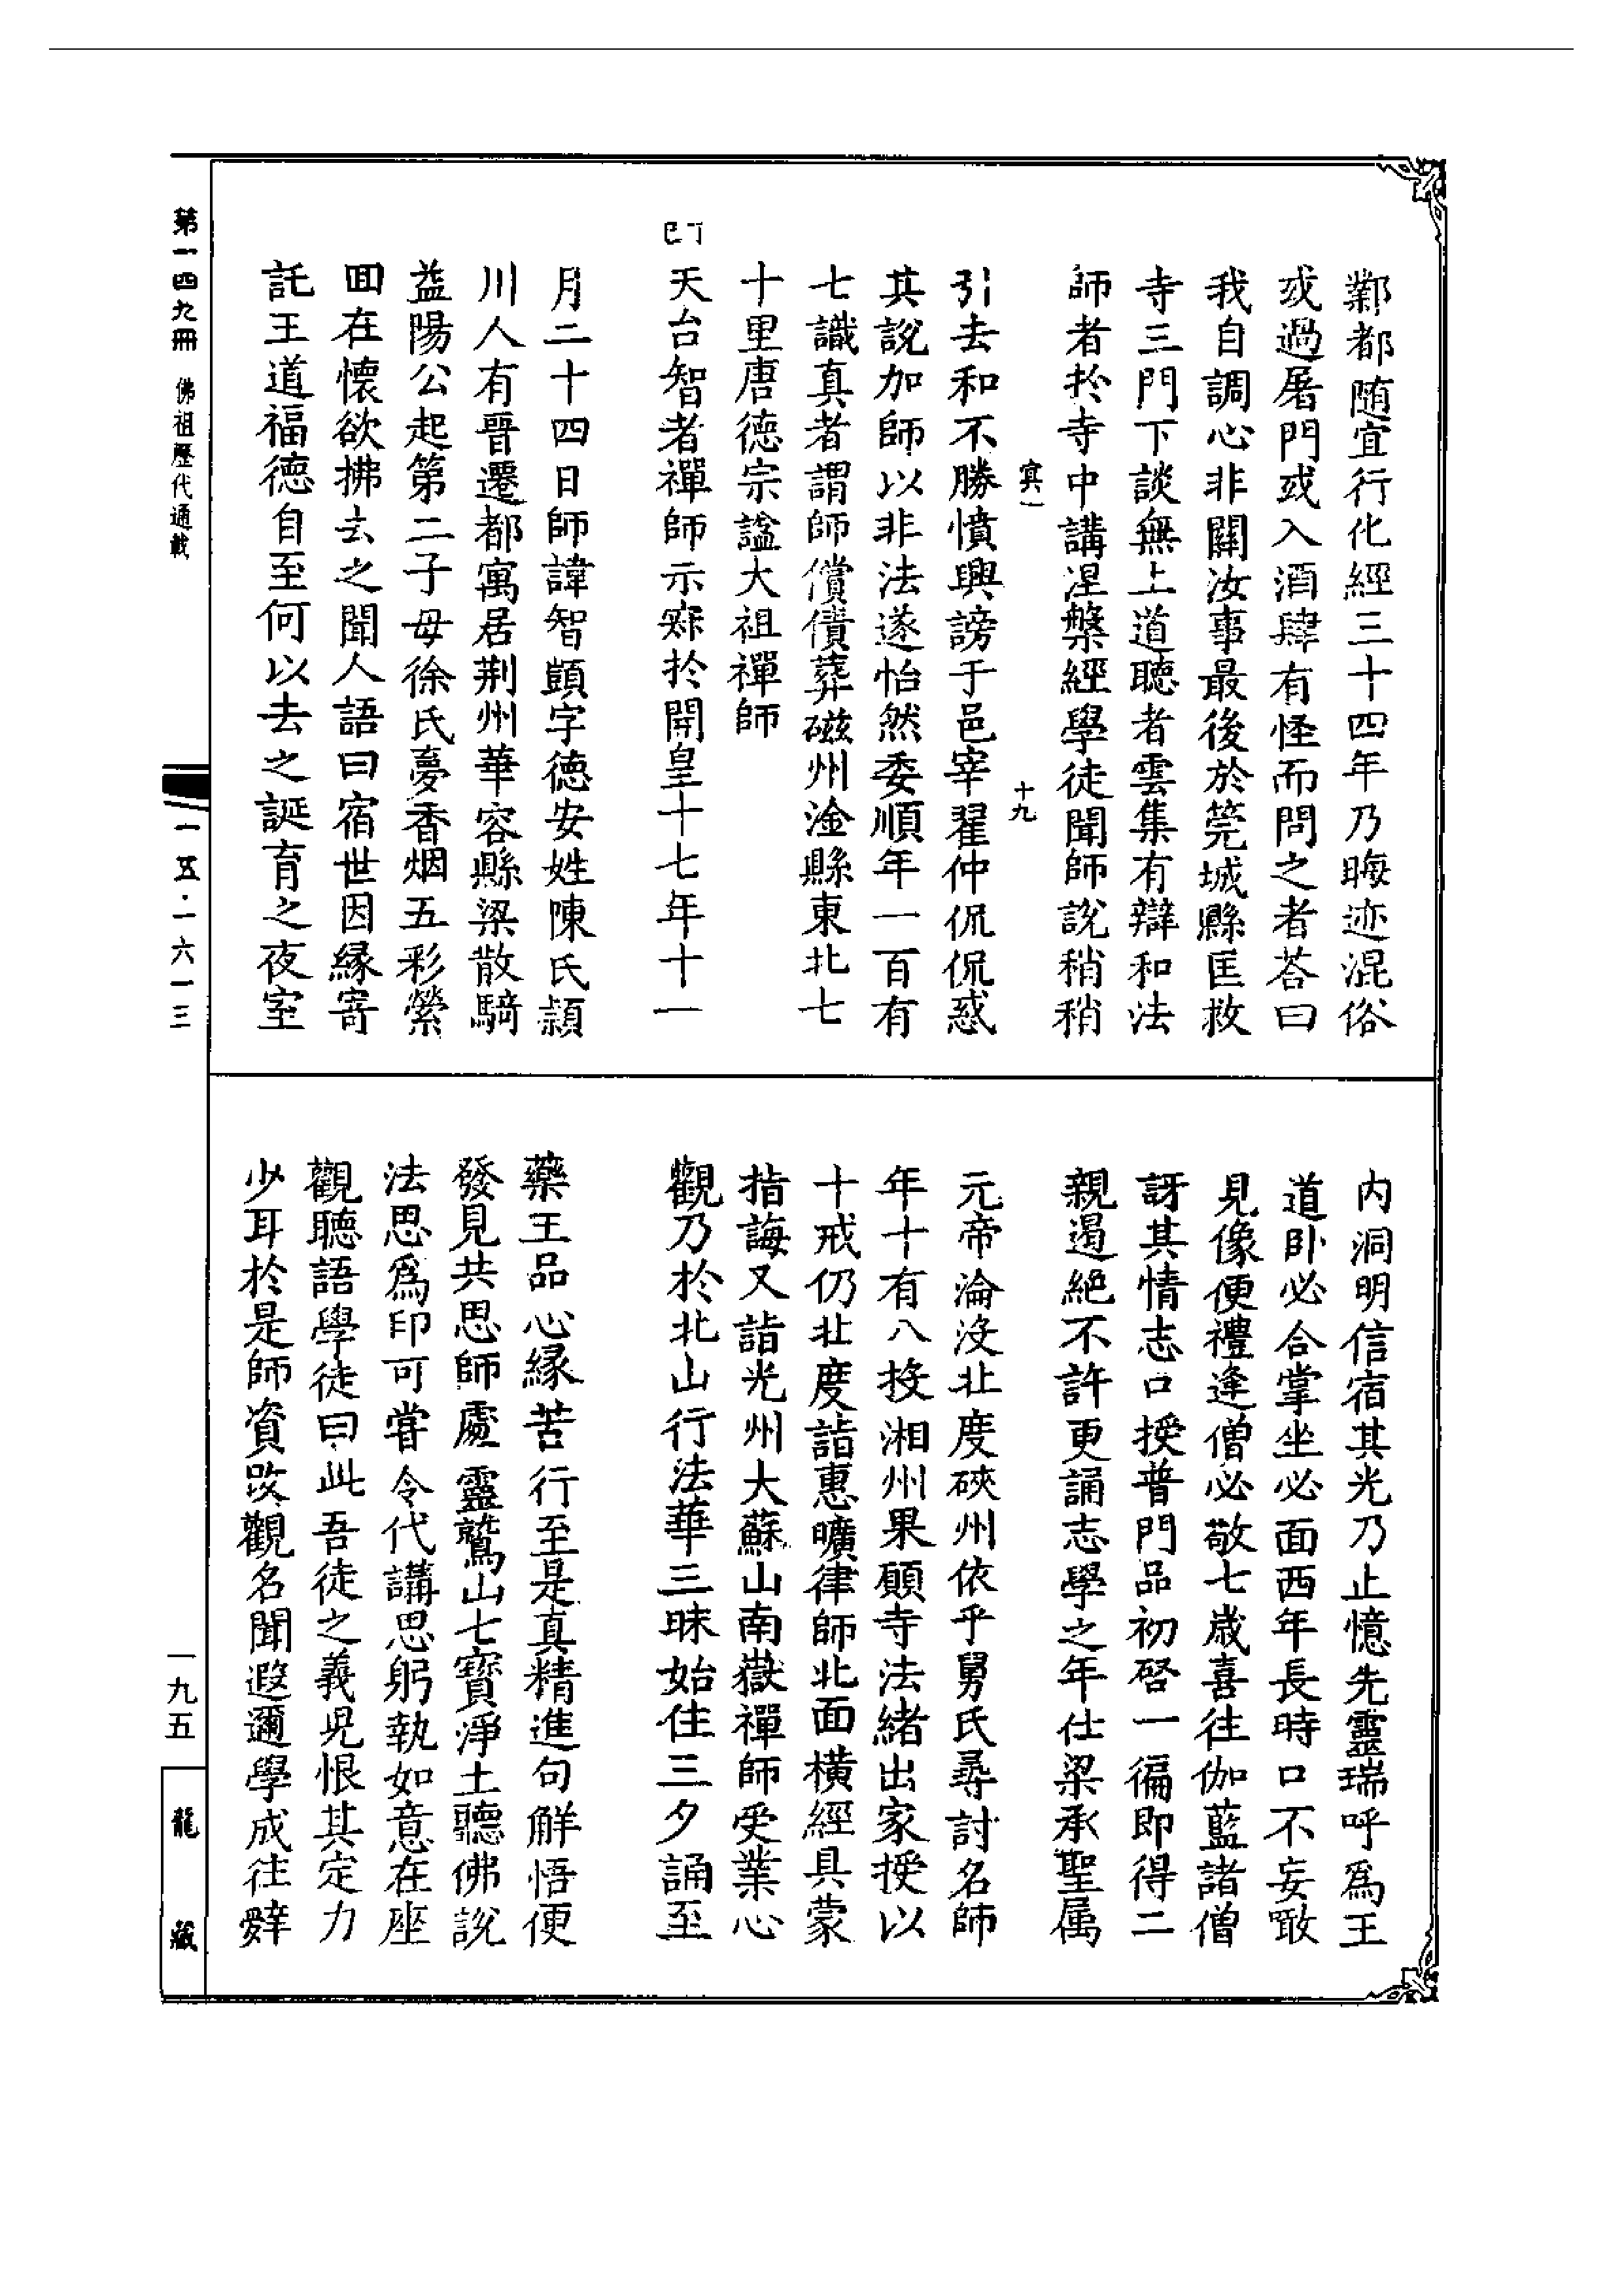 鄴都随宜行化經三十四年乃晦迹混俗
或過屠門或入酒肆有怪而問之者荅曰
我自調心非關汝事最後於筦城縣匡救
寺三門下談無上道聽者雲集有辯和法
師者於寺中講涅槃經學徒聞師說稍稍
㝠一 十九
引去和不勝憤興謗于邑宰翟仲侃侃惑
其說加師以非法遂怡然委順年一百有
七識真者謂師償債葬磁州淦縣東北七
十里唐德宗諡大祖禪師
丁巳
天台智者禪師示寂於開皇十七年十一
月二十四日師諱智顗字德安姓陳氏頴
川人有晉遷都寓居荆州華容縣梁散騎
益陽公起第二子母徐氏夢香烟五彩縈
回在懷欲拂去之聞人語曰宿世因緣寄
託王道福德自至何以去之誕育之夜室
内洞明信宿其光乃止憶先靈瑞呼爲王
道卧必合掌坐必面西年長時口不妄噉
見像便禮逢僧必敬七歲喜往伽藍諸僧
訝其情志口授普門品初啓一徧即得二
親遏絕不許更誦志學之年仕梁承聖属
元帝淪没北度硤州依乎舅氏尋討名師
年十有八投湘州果願寺法緒出家授以
十戒仍北度詣惠曠律師北面橫經具蒙
指誨又詣光州大蘇山南嶽禪師受業心
觀乃於北山行法華三昧始住三夕誦至
藥王品心緣苦行至是真精進句解悟便
發見共思師處靈鷲山七寶淨土聽佛說
法思爲印可甞令代講思躬執如意在座
觀聽語學徒曰此吾徒之義兒恨其定力
少耳於是師資改觀名聞遐邇學成往辤
第一四九冊 佛祖歷代通載
一五·一六一三
一九五
龍藏